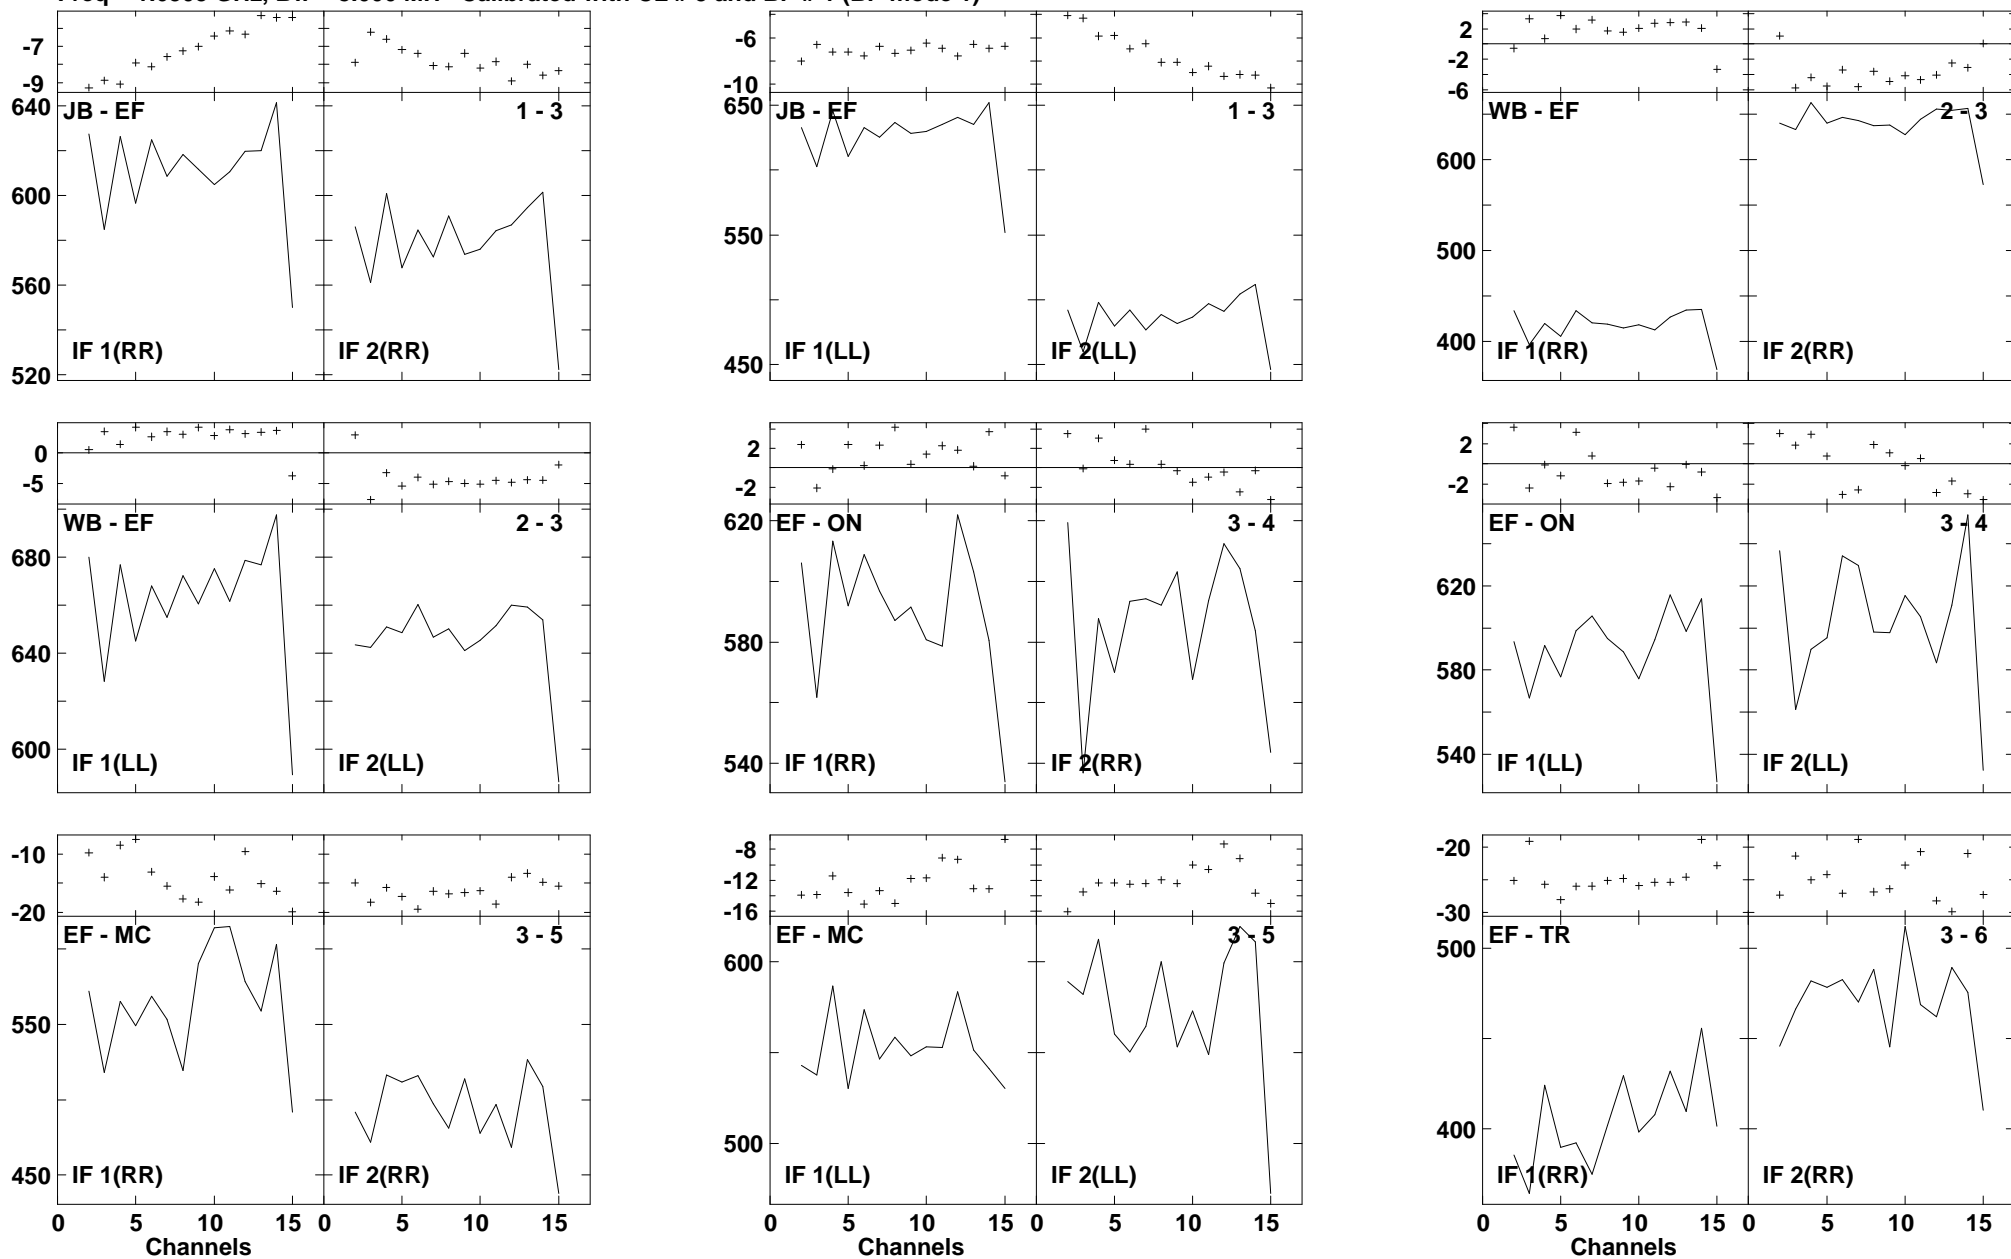 -7
-9
640
600
560
520
JB - EF
1 - 3
IF 1(RR)
IF 2(RR)
-6
-10
650
550
450
JB - EF
1 - 3
IF 1(LL)
IF 2(LL)
2
-2
-6
600
500
400
WB - EF
2 - 3
IF 1(RR)
IF 2(RR)
0
-5
680
640
600
WB - EF
2 - 3
IF 1(LL)
IF 2(LL)
2
-2
620
580
540
EF - ON
3 - 4
IF 1(RR)
IF 2(RR)
2
-2
620
580
540
EF - ON
3 - 4
IF 1(LL)
IF 2(LL)
-10
-20
550
450
EF - MC
3 - 5
IF 1(RR)
IF 2(RR)
0 5 10 15 0 5 10 15
Channels
-8
-12
-16
600
500
EF - MC
3 - 5
IF 1(LL)
IF 2(LL)
0 5 10 15 0 5 10 15
Channels
-20
-30
500
400
EF - TR
3 - 6
IF 1(RR)
IF 2(RR)
0 5 10 15 0 5 10 15
Channels